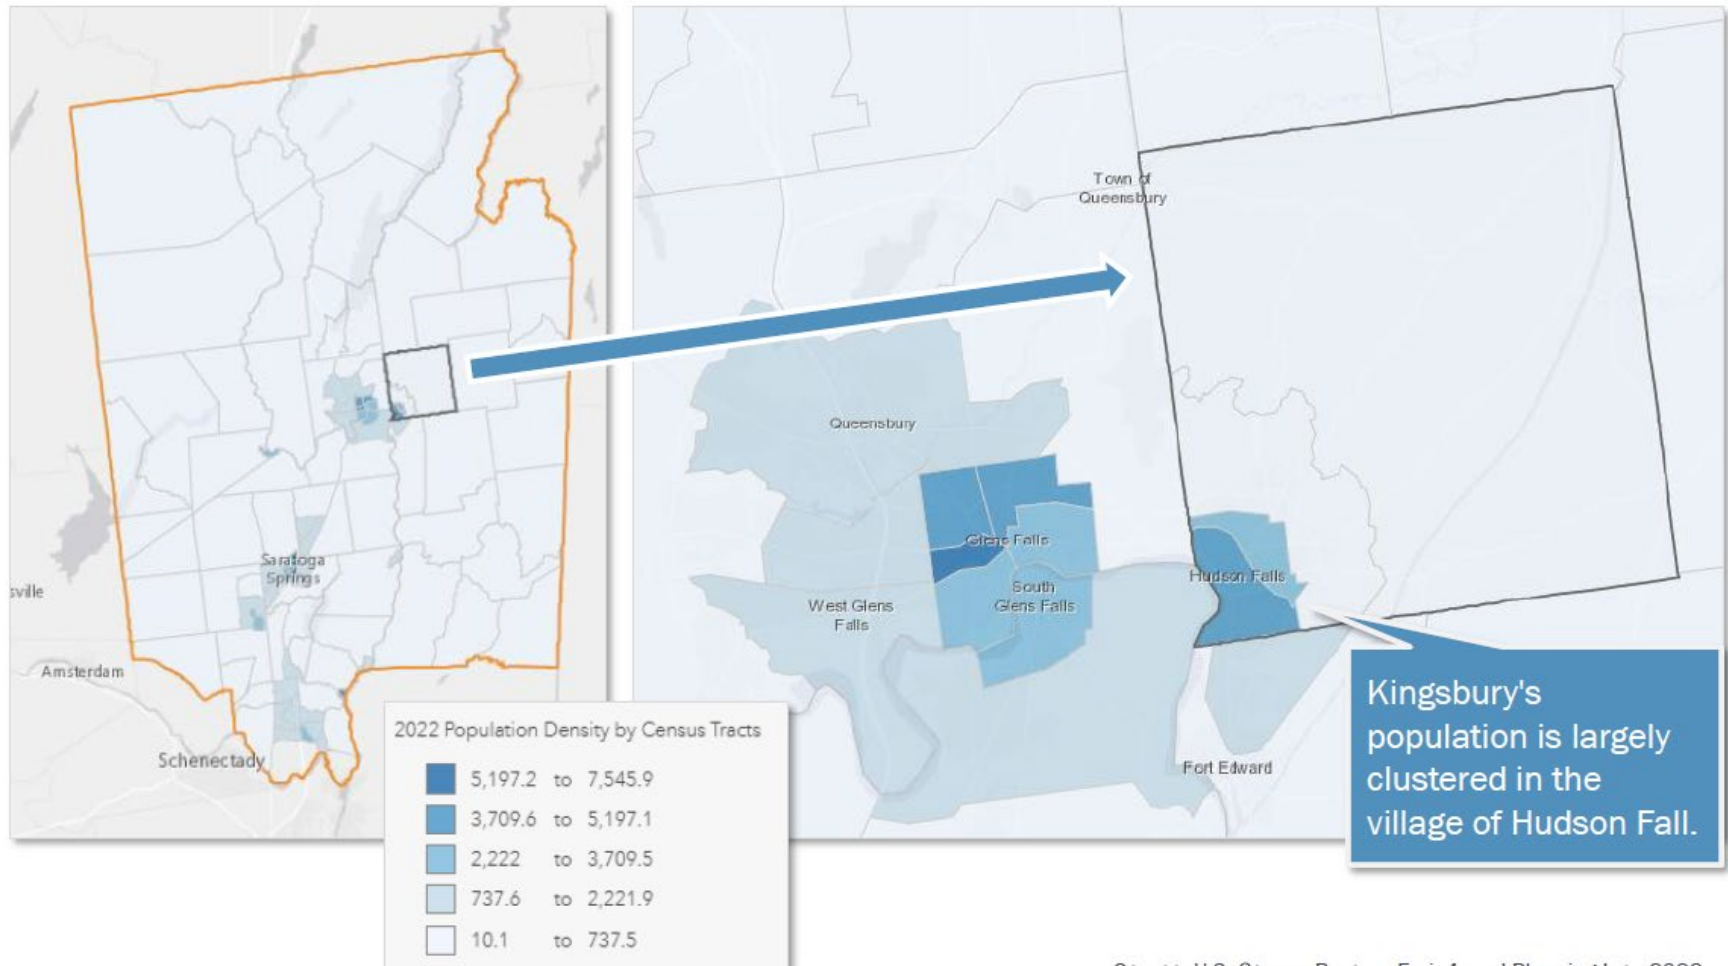 Town of
Queensbury
Queensbury
Glens Falls
South
Glens Falls
West Glens
Falls
Hudson Falls
Fort Edward
Saratoga
Springs
sville
Amsterdam
Schenectady
2022 Population Density by Census Tracts
5,197.2 to 7,545.9
3,709.6 to 5,197.1
2,222 to 3,709.5
737.6 to 2,221.9
10.1 to 737.5
Kingsbury's
population is largely
clustered in the
village of Hudson Fall.